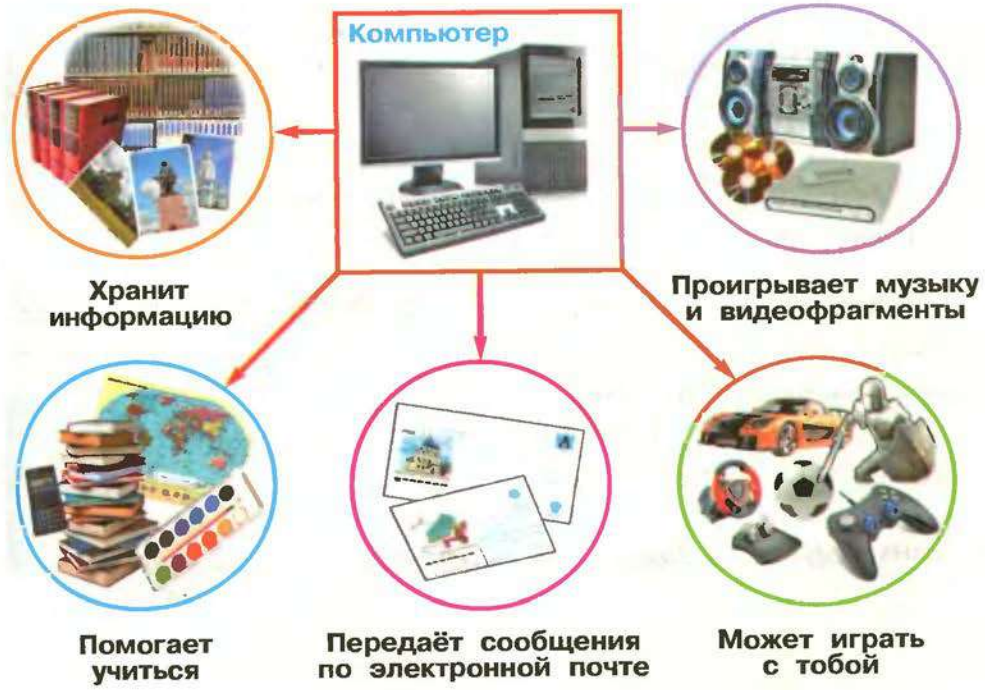 Компьютер
Хранит
информацию
Проигрывает музыку
и видеофрагменты
Помогает
учиться
Передаёт сообщения
по электронной почте
Может играть
с тобой